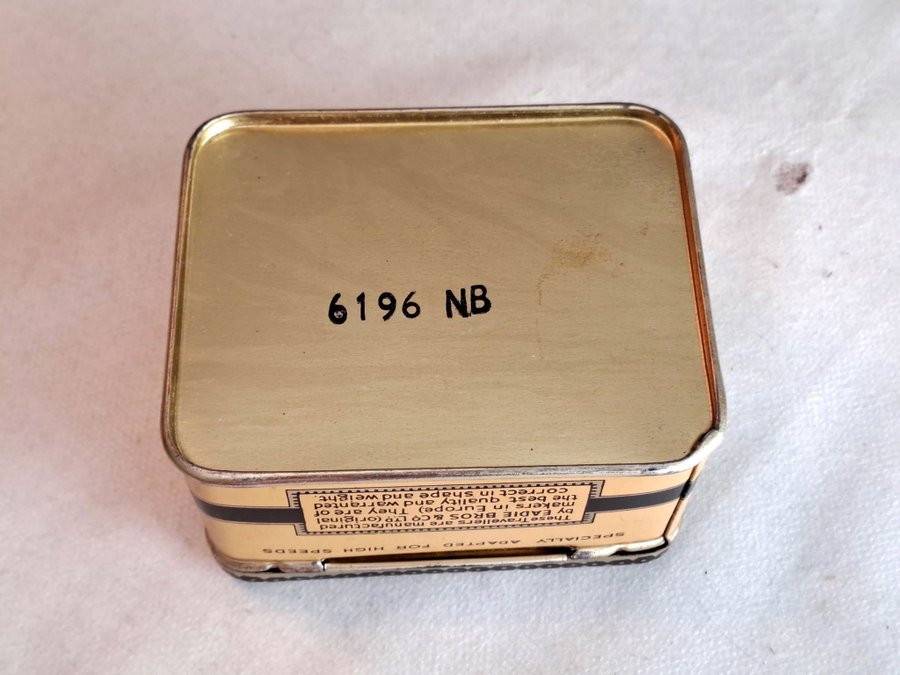 6196 NB
SPECIALLY ADAPTED FOR HIGH SPEEDS
These Travellers are manufactured
by EADIE BROS & CO LTD (original
makers in Europe). They are of
the best quality and warranted
correct in shape and weight.